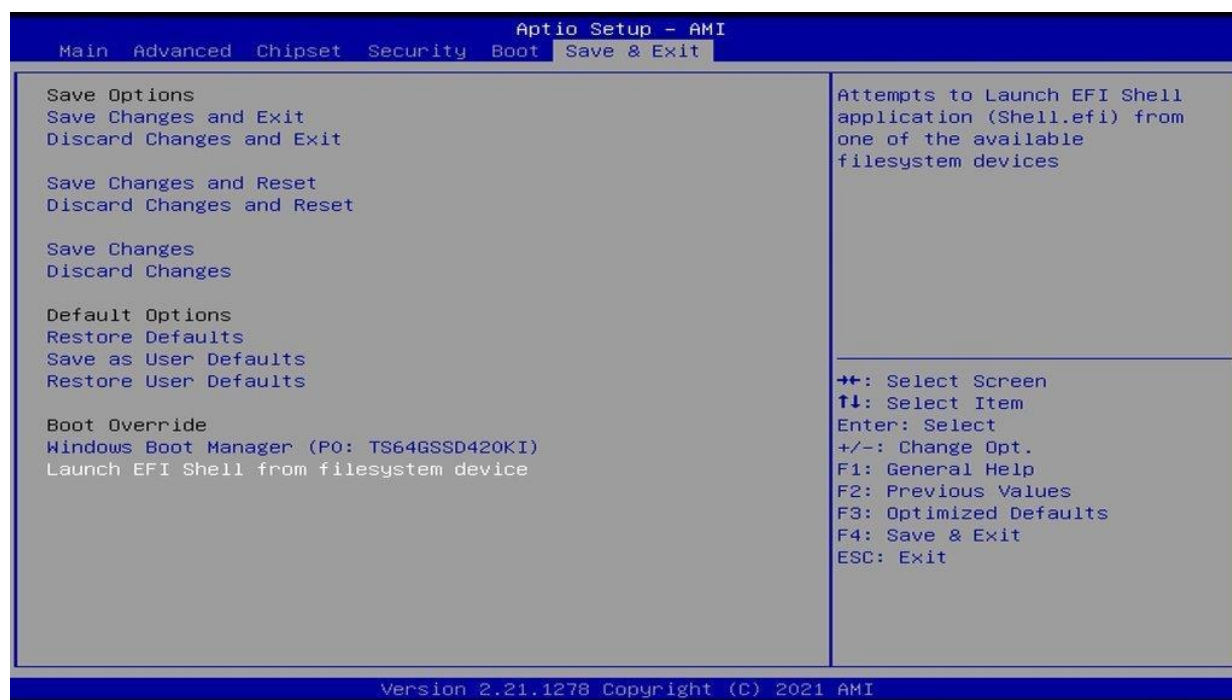 Aptio Setup – AMI
Main Advanced Chipset Security Boot Save & Exit
Save Options
Save Changes and Exit
Discard Changes and Exit
Save Changes and Reset
Discard Changes and Reset
Save Changes
Discard Changes
Default Options
Restore Defaults
Save as User Defaults
Restore User Defaults
Boot Override
Windows Boot Manager (P0: TS64GSSD420KI)
Launch EFI Shell from filesystem device
Attempts to Launch EFI Shell
application (Shell.efi) from
one of the available
filesystem devices
→←: Select Screen
↑↓: Select Item
Enter: Select
+/-: Change Opt.
F1: General Help
F2: Previous Values
F3: Optimized Defaults
F4: Save & Exit
ESC: Exit
Version 2.21.1278 Copyright (C) 2021 AMI